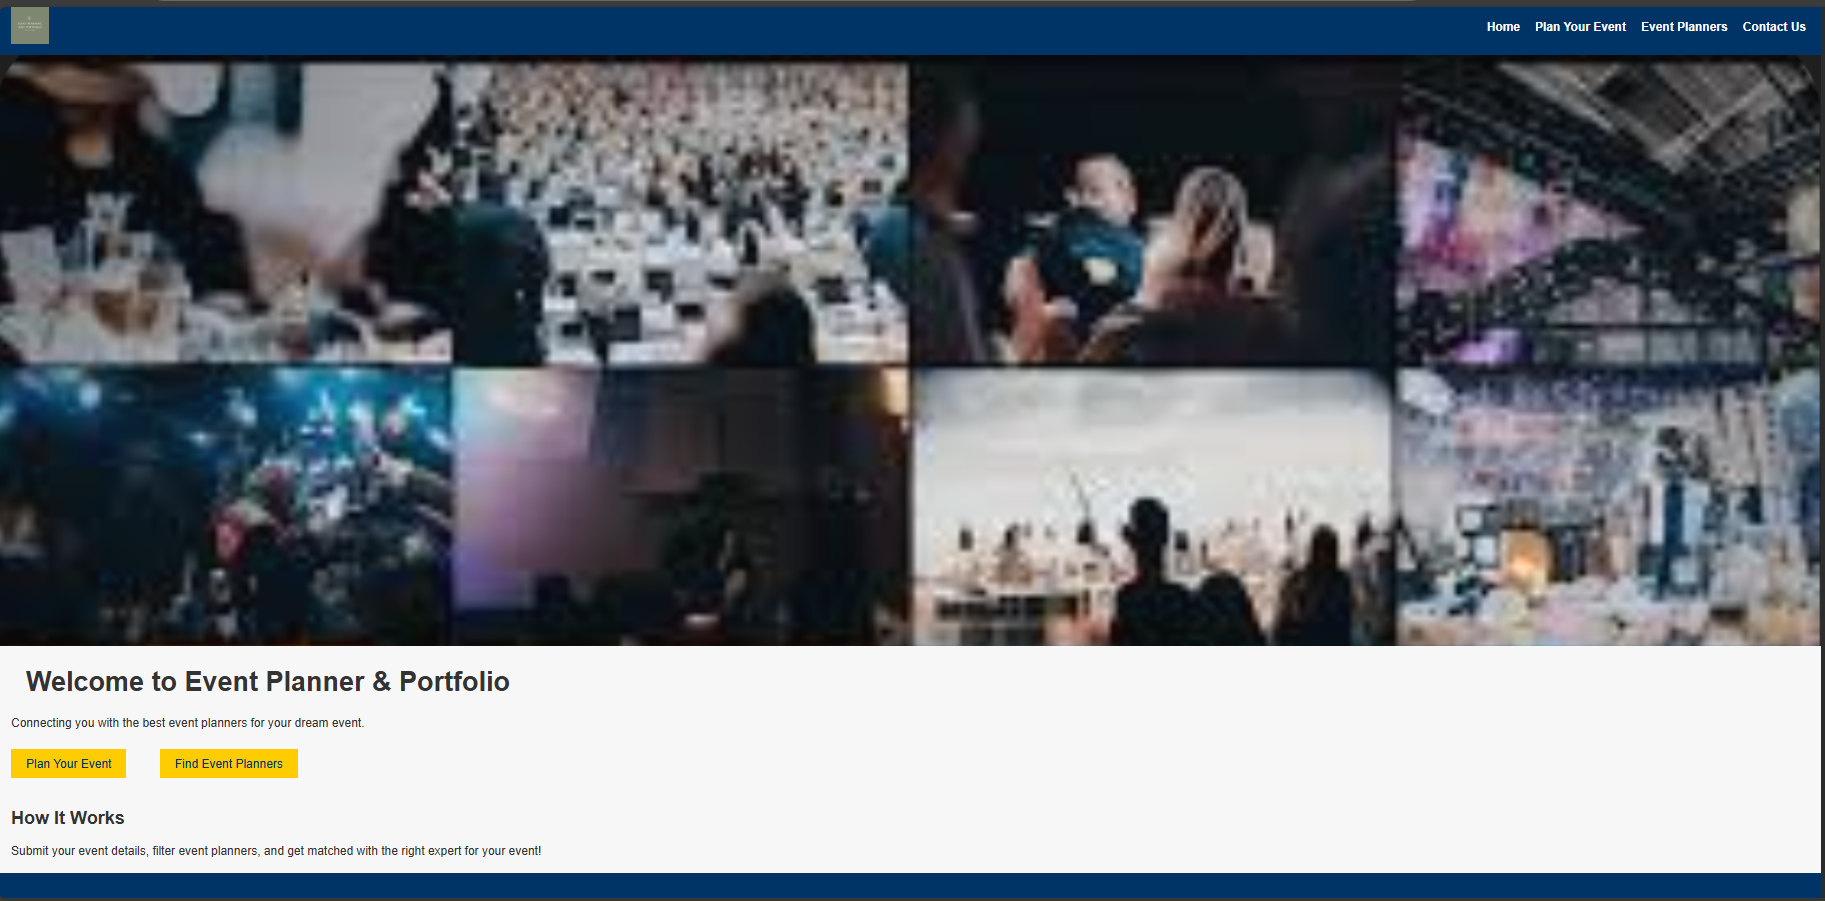 Home Plan Your Event Event Planners Contact Us
Welcome to Event Planner & Portfolio
Connecting you with the best event planners for your dream event.
Plan Your Event Find Event Planners
How It Works
Submit your event details, filter event planners, and get matched with the right expert for your event!